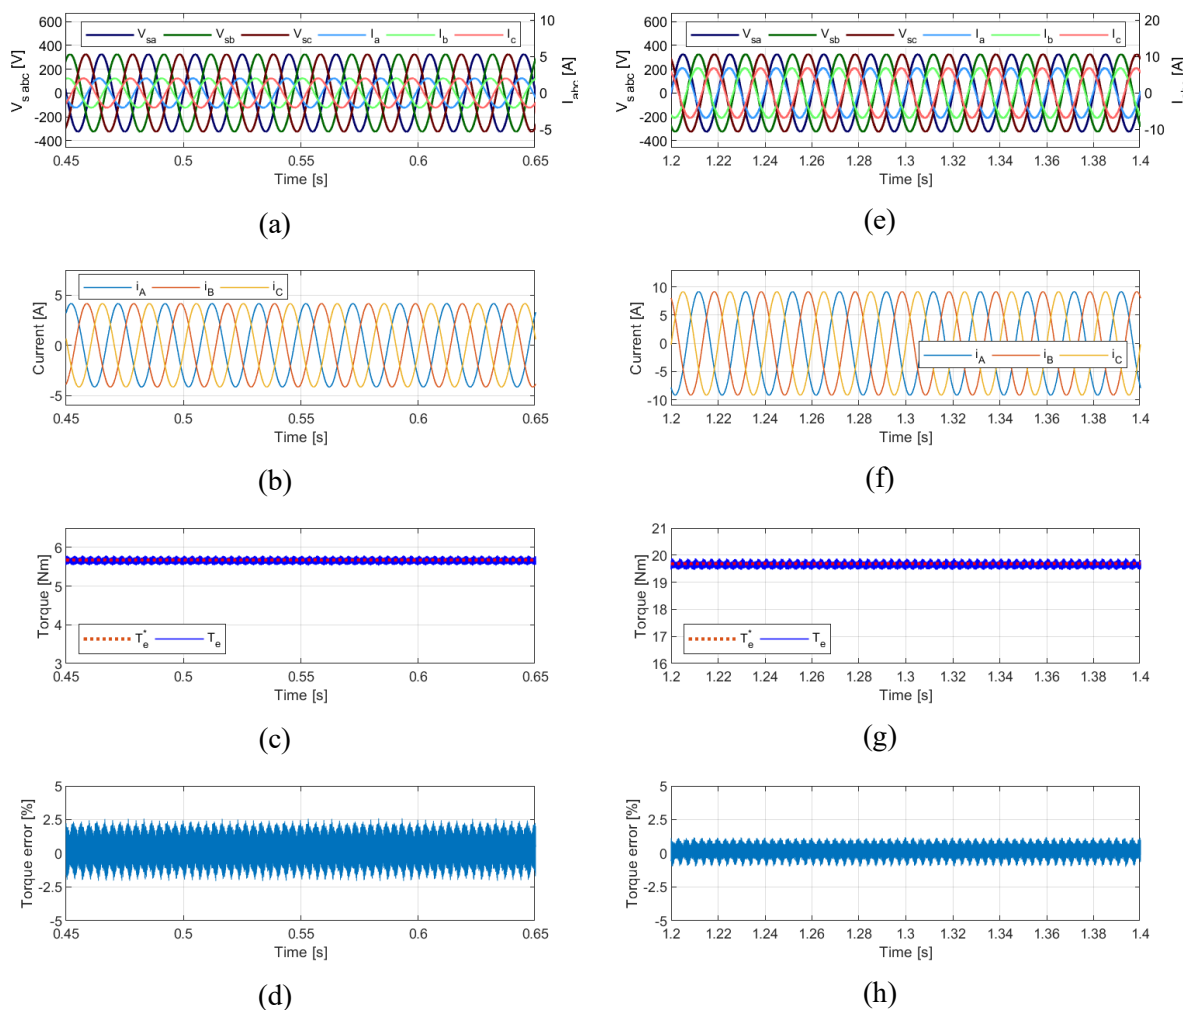 V_s abc [V]
600
400
200
0
-200
-400
V_sa V_sb V_sc I_a I_b I_c
10
5
0
-5
I_abc [A]
0.45 0.5 0.55 0.6 0.65
Time [s]
(a)
V_s abc [V]
600
400
200
0
-200
-400
V_sa V_sb V_sc I_a I_b I_c
20
10
0
-10
1.2 1.22 1.24 1.26 1.28 1.3 1.32 1.34 1.36 1.38 1.4
Time [s]
(e)
Current [A]
5
0
-5
i_A i_B i_C
0.45 0.5 0.55 0.6 0.65
Time [s]
(b)
Current [A]
10
5
0
-5
-10
i_A i_B i_C
1.2 1.22 1.24 1.26 1.28 1.3 1.32 1.34 1.36 1.38 1.4
Time [s]
(f)
Torque [Nm]
6
5
4
3
T_e^* T_e
0.45 0.5 0.55 0.6 0.65
Time [s]
(c)
Torque [Nm]
21
20
19
18
17
16
T_e^* T_e
1.2 1.22 1.24 1.26 1.28 1.3 1.32 1.34 1.36 1.38 1.4
Time [s]
(g)
Torque error [%]
5
2.5
0
-2.5
-5
0.45 0.5 0.55 0.6 0.65
Time [s]
(d)
Torque error [%]
5
2.5
0
-2.5
-5
1.2 1.22 1.24 1.26 1.28 1.3 1.32 1.34 1.36 1.38 1.4
Time [s]
(h)